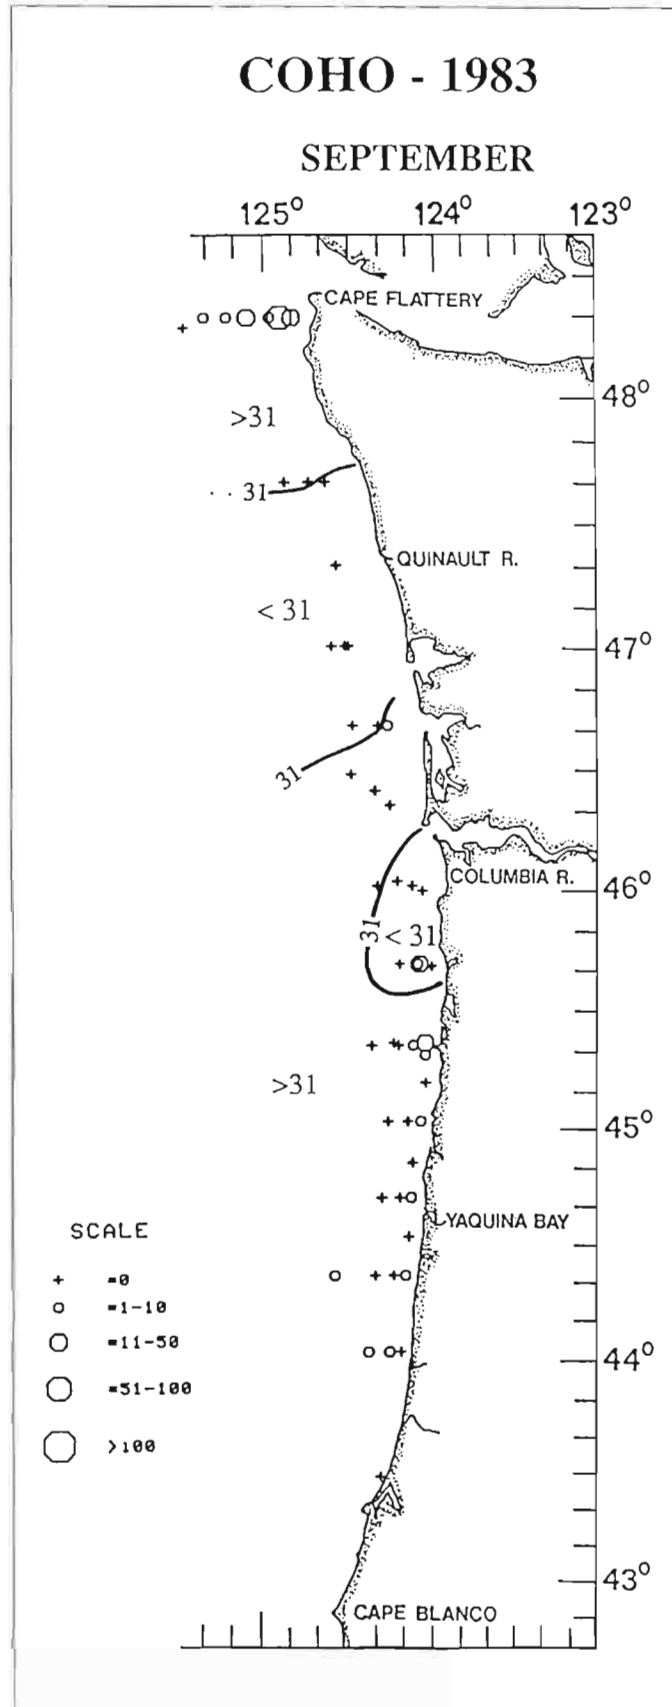 COHO - 1983
SEPTEMBER
125° 124° 123°
CAPE FLATTERY
48°
>31
31
QUINAULT R.
< 31
47°
31
COLUMBIA R.
46°
31
< 31
>31
45°
YAQUINA BAY
SCALE
+ =0
=1-10
=11-50
44°
=51-100
>100
43°
CAPE BLANCO